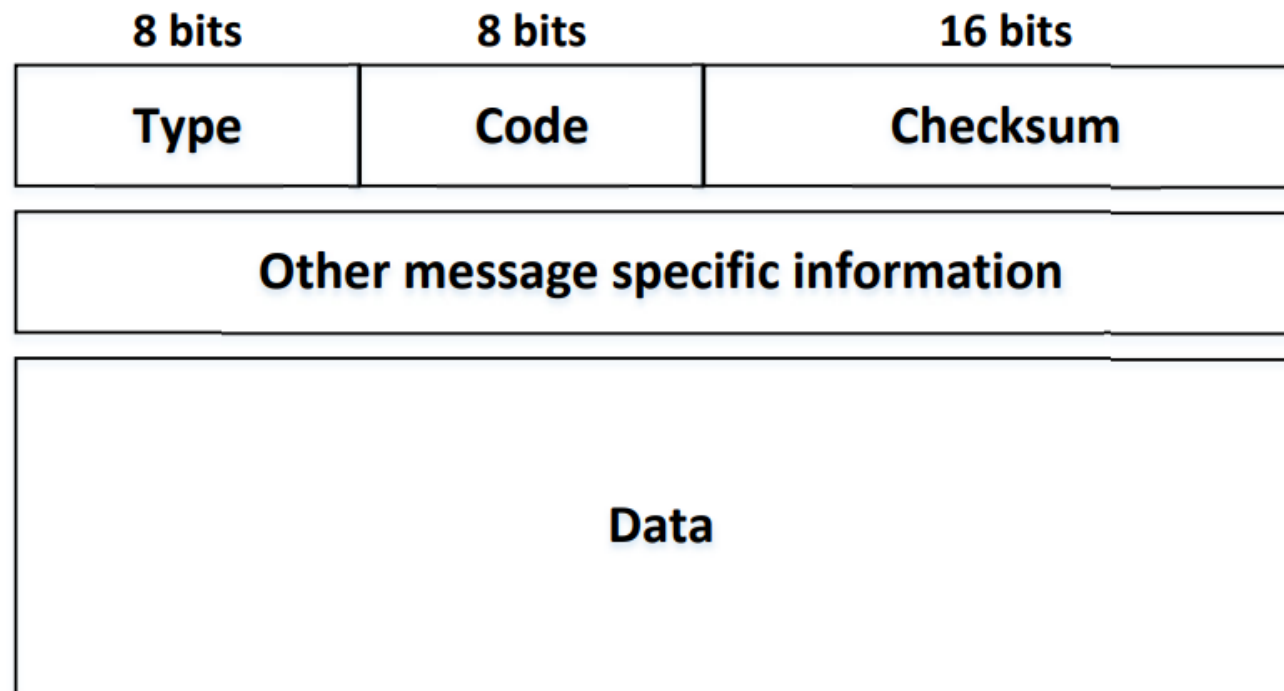 8 bits 8 bits 16 bits
Type Code Checksum
Other message specific information
Data